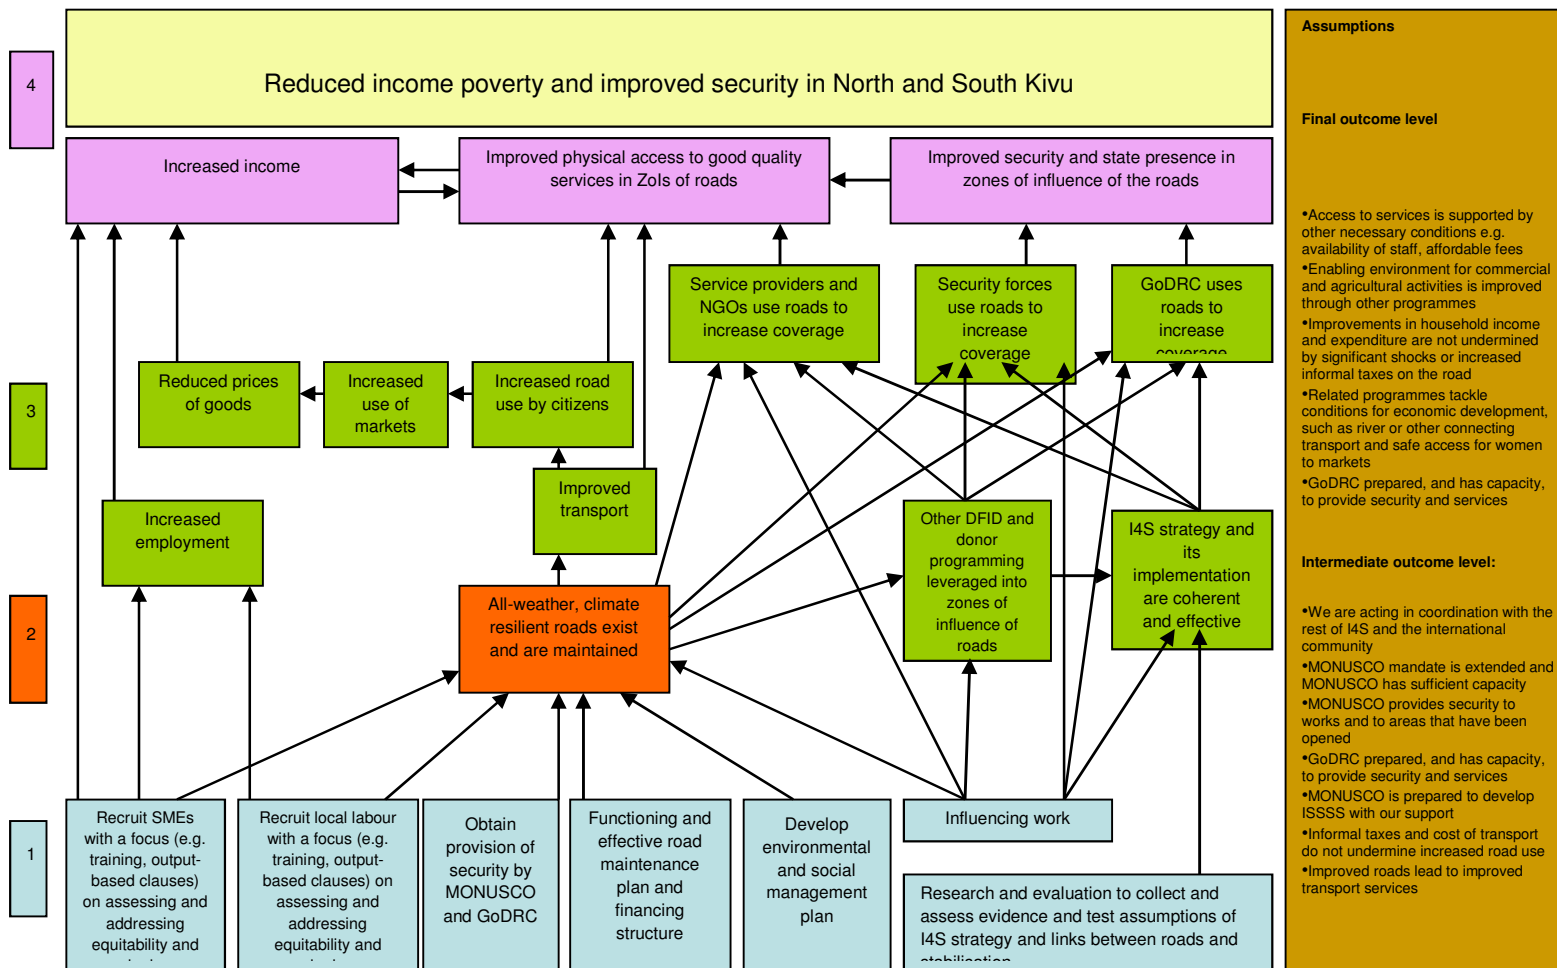 4
Reduced income poverty and improved security in North and South Kivu
Increased income
Improved physical access to good quality
services in ZoIs of roads
Improved security and state presence in
zones of influence of the roads
3
Service providers and
NGOs use roads to
increase coverage
Security forces
use roads to
increase
coverage
GoDRC uses
roads to
increase
coverage
Reduced prices
of goods
Increased
use of
markets
Increased road
use by citizens
Improved
transport
Increased
employment
Other DFID and
donor
programming
leveraged into
zones of
influence of
roads
I4S strategy and
its
implementation
are coherent
and effective
2
All-weather, climate
resilient roads exist
and are maintained
1
Recruit SMEs
with a focus (e.g.
training, output-
based clauses)
on assessing and
addressing
equitability and
Recruit local labour
with a focus (e.g.
training, output-
based clauses) on
assessing and
addressing
equitability and
Obtain
provision of
security by
MONUSCO
and GoDRC
Functioning and
effective road
maintenance
plan and
financing
structure
Develop
environmental
and social
management
plan
Influencing work
Research and evaluation to collect and
assess evidence and test assumptions of
I4S strategy and links between roads and
stabilisation
Assumptions
Final outcome level
•Access to services is supported by
other necessary conditions e.g.
availability of staff, affordable fees
•Enabling environment for commercial
and agricultural activities is improved
through other programmes
•Improvements in household income
and expenditure are not undermined
by significant shocks or increased
informal taxes on the road
•Related programmes tackle
conditions for economic development,
such as river or other connecting
transport and safe access for women
to markets
•GoDRC prepared, and has capacity,
to provide security and services
Intermediate outcome level:
•We are acting in coordination with the
rest of I4S and the international
community
•MONUSCO mandate is extended and
MONUSCO has sufficient capacity
•MONUSCO provides security to
works and to areas that have been
opened
•GoDRC prepared, and has capacity,
to provide security and services
•MONUSCO is prepared to develop
ISSSS with our support
•Informal taxes and cost of transport
do not undermine increased road use
•Improved roads lead to improved
transport services